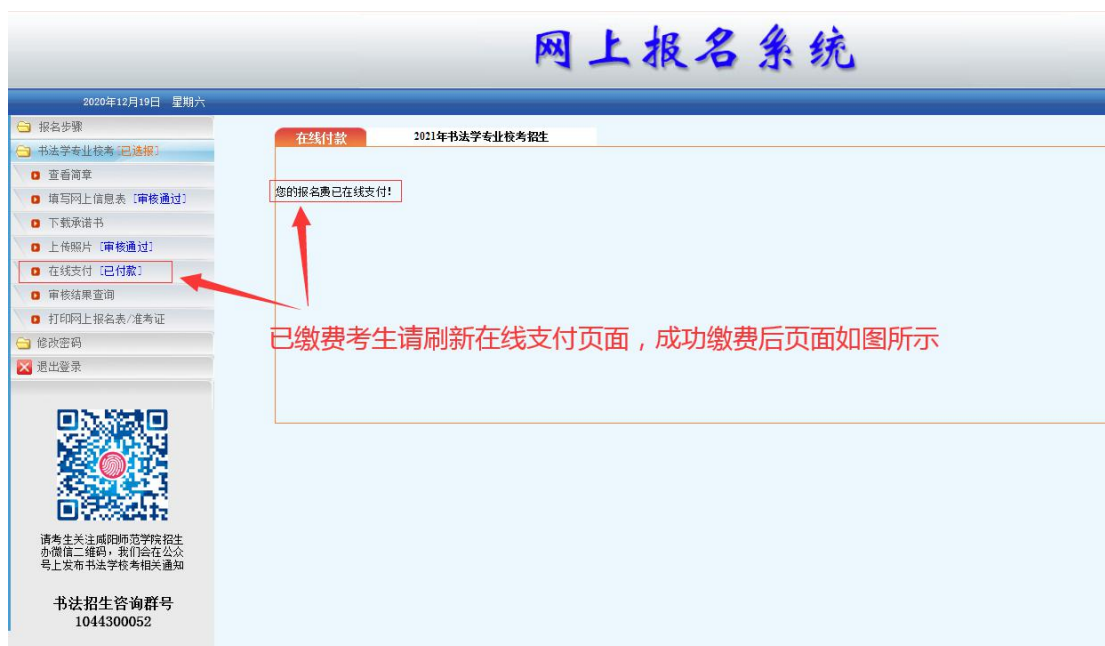 网上报名系统
2020年12月19日 星期六
报名步骤
书法学专业校考[已选报]
查看简章
填写网上信息表 [审核通过]
下载承诺书
上传照片 [审核通过]
在线支付 [已付款]
审核结果查询
打印网上报名表/准考证
修改密码
退出登录
请考生关注咸阳师范学院招生
办微信二维码，我们会在公众
号上发布书法学校考相关通知
书法招生咨询群号
1044300052
在线付款 2021年书法学专业校考招生
您的报名费已在线支付!
已缴费考生请刷新在线支付页面，成功缴费后页面如图所示